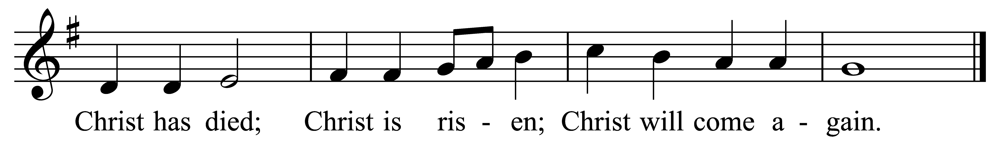 Christ has died; Christ is ris - en; Christ will come a - gain.